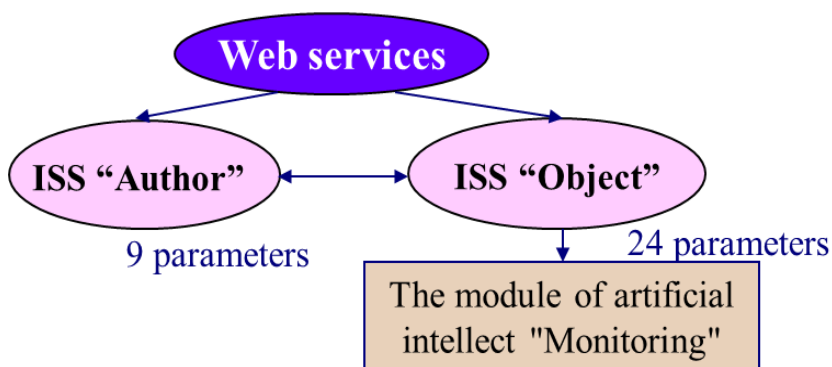 Web services
ISS “Author”
ISS “Object”
9 parameters
24 parameters
The module of artificial
intellect "Monitoring"